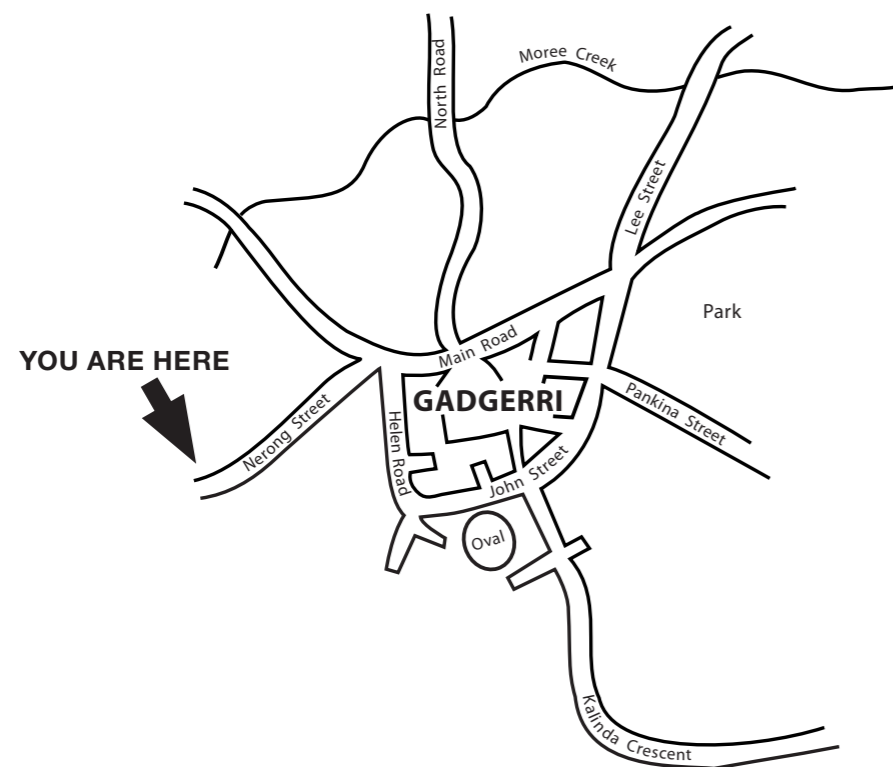 Moree Creek
North Road
Lee Street
Park
YOU ARE HERE
Main Road
Pankina Street
GADGERRI
Nerong Street
Helen Road
John Street
Oval
Kalinda Crescent